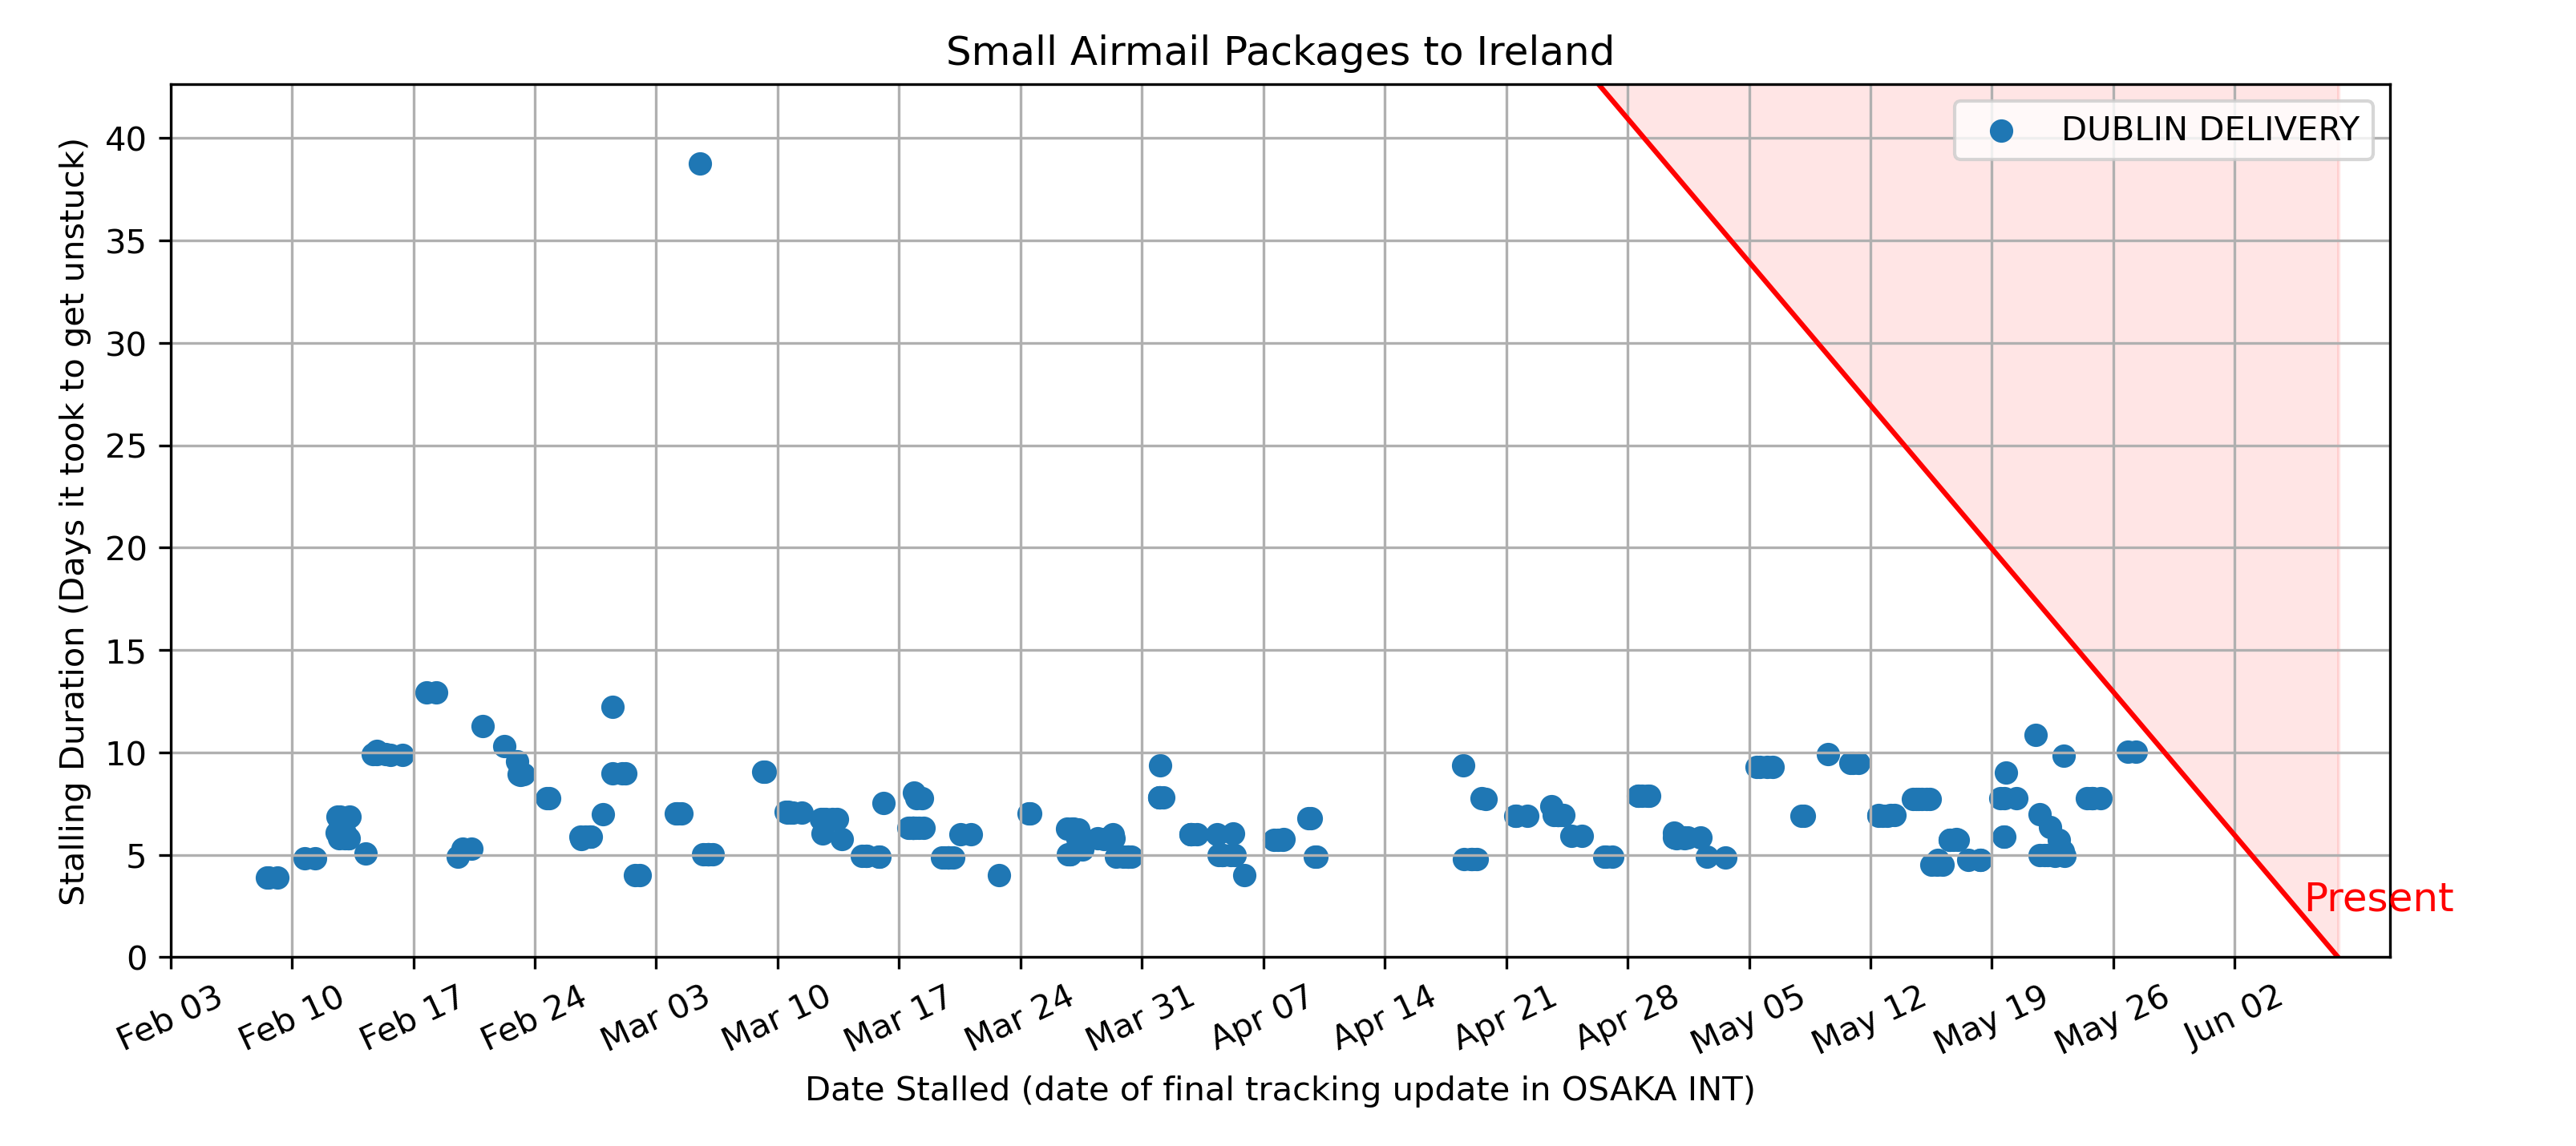 Small Airmail Packages to Ireland
DUBLIN DELIVERY
Stalling Duration (Days it took to get unstuck)
40
35
30
25
20
15
10
5
0
Present
Feb 03
Feb 10
Feb 17
Feb 24
Mar 03
Mar 10
Mar 17
Mar 24
Mar 31
Apr 07
Apr 14
Apr 21
Apr 28
May 05
May 12
May 19
May 26
Jun 02
Date Stalled (date of final tracking update in OSAKA INT)